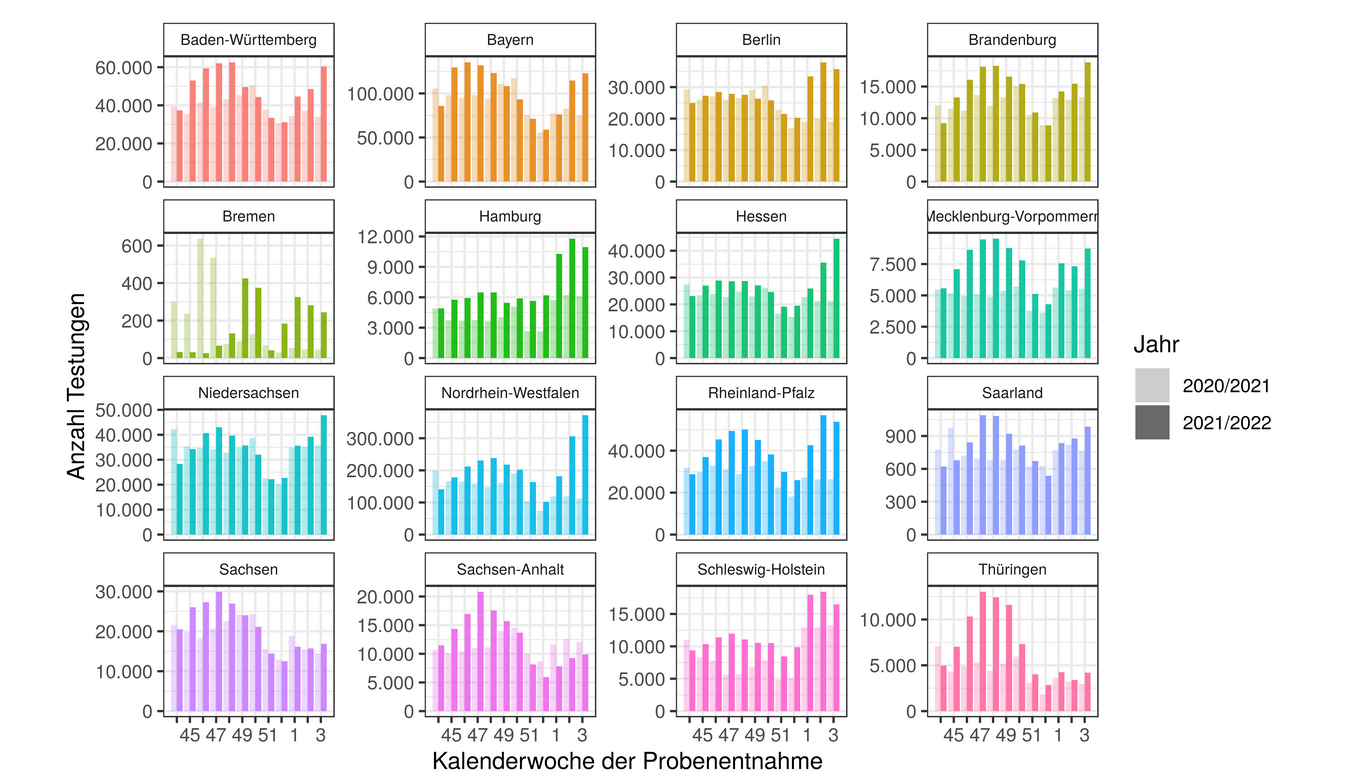 Baden-Württemberg
Bayern
Berlin
Brandenburg
60.000
40.000
20.000
0
100.000
50.000
0
30.000
20.000
10.000
0
15.000
10.000
5.000
0
Bremen
Hamburg
Hessen
Mecklenburg-Vorpommern
600
400
200
0
12.000
9.000
6.000
3.000
0
40.000
30.000
20.000
10.000
0
7.500
5.000
2.500
0
Niedersachsen
Nordrhein-Westfalen
Rheinland-Pfalz
Saarland
50.000
40.000
30.000
20.000
10.000
0
300.000
200.000
100.000
0
40.000
20.000
0
900
600
300
0
Sachsen
Sachsen-Anhalt
Schleswig-Holstein
Thüringen
30.000
20.000
10.000
0
20.000
15.000
10.000
5.000
0
15.000
10.000
5.000
0
10.000
5.000
0
45 47 49 51 1 3
45 47 49 51 1 3
45 47 49 51 1 3
45 47 49 51 1 3
Anzahl Testungen
Kalenderwoche der Probenentnahme
Jahr
2020/2021
2021/2022